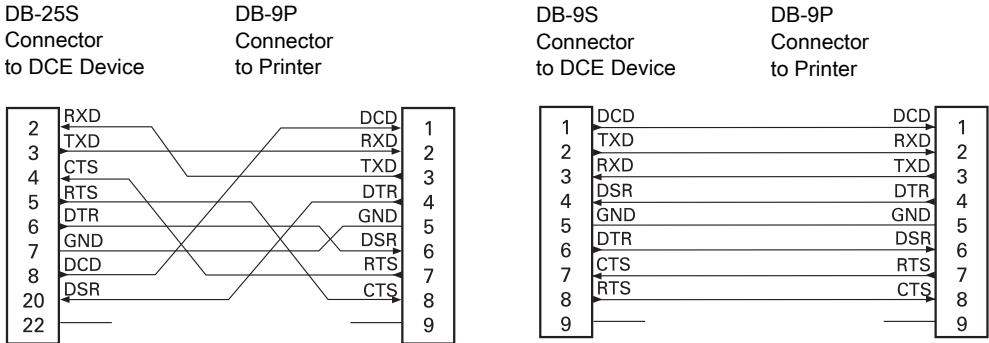 DB-25S
Connector
to DCE Device
DB-9P
Connector
to Printer
2 RXD DCD 1
3 TXD RXD 2
4 CTS TXD 3
5 RTS DTR 4
6 DTR GND 5
7 GND DSR 6
8 DCD RTS 7
20 DSR CTS 8
22 9
DB-9S
Connector
to DCE Device
DB-9P
Connector
to Printer
1 DCD DCD 1
2 TXD RXD 2
3 RXD TXD 3
4 DSR DTR 4
5 GND GND 5
6 DTR DSR 6
7 CTS RTS 7
8 RTS CTS 8
9 9